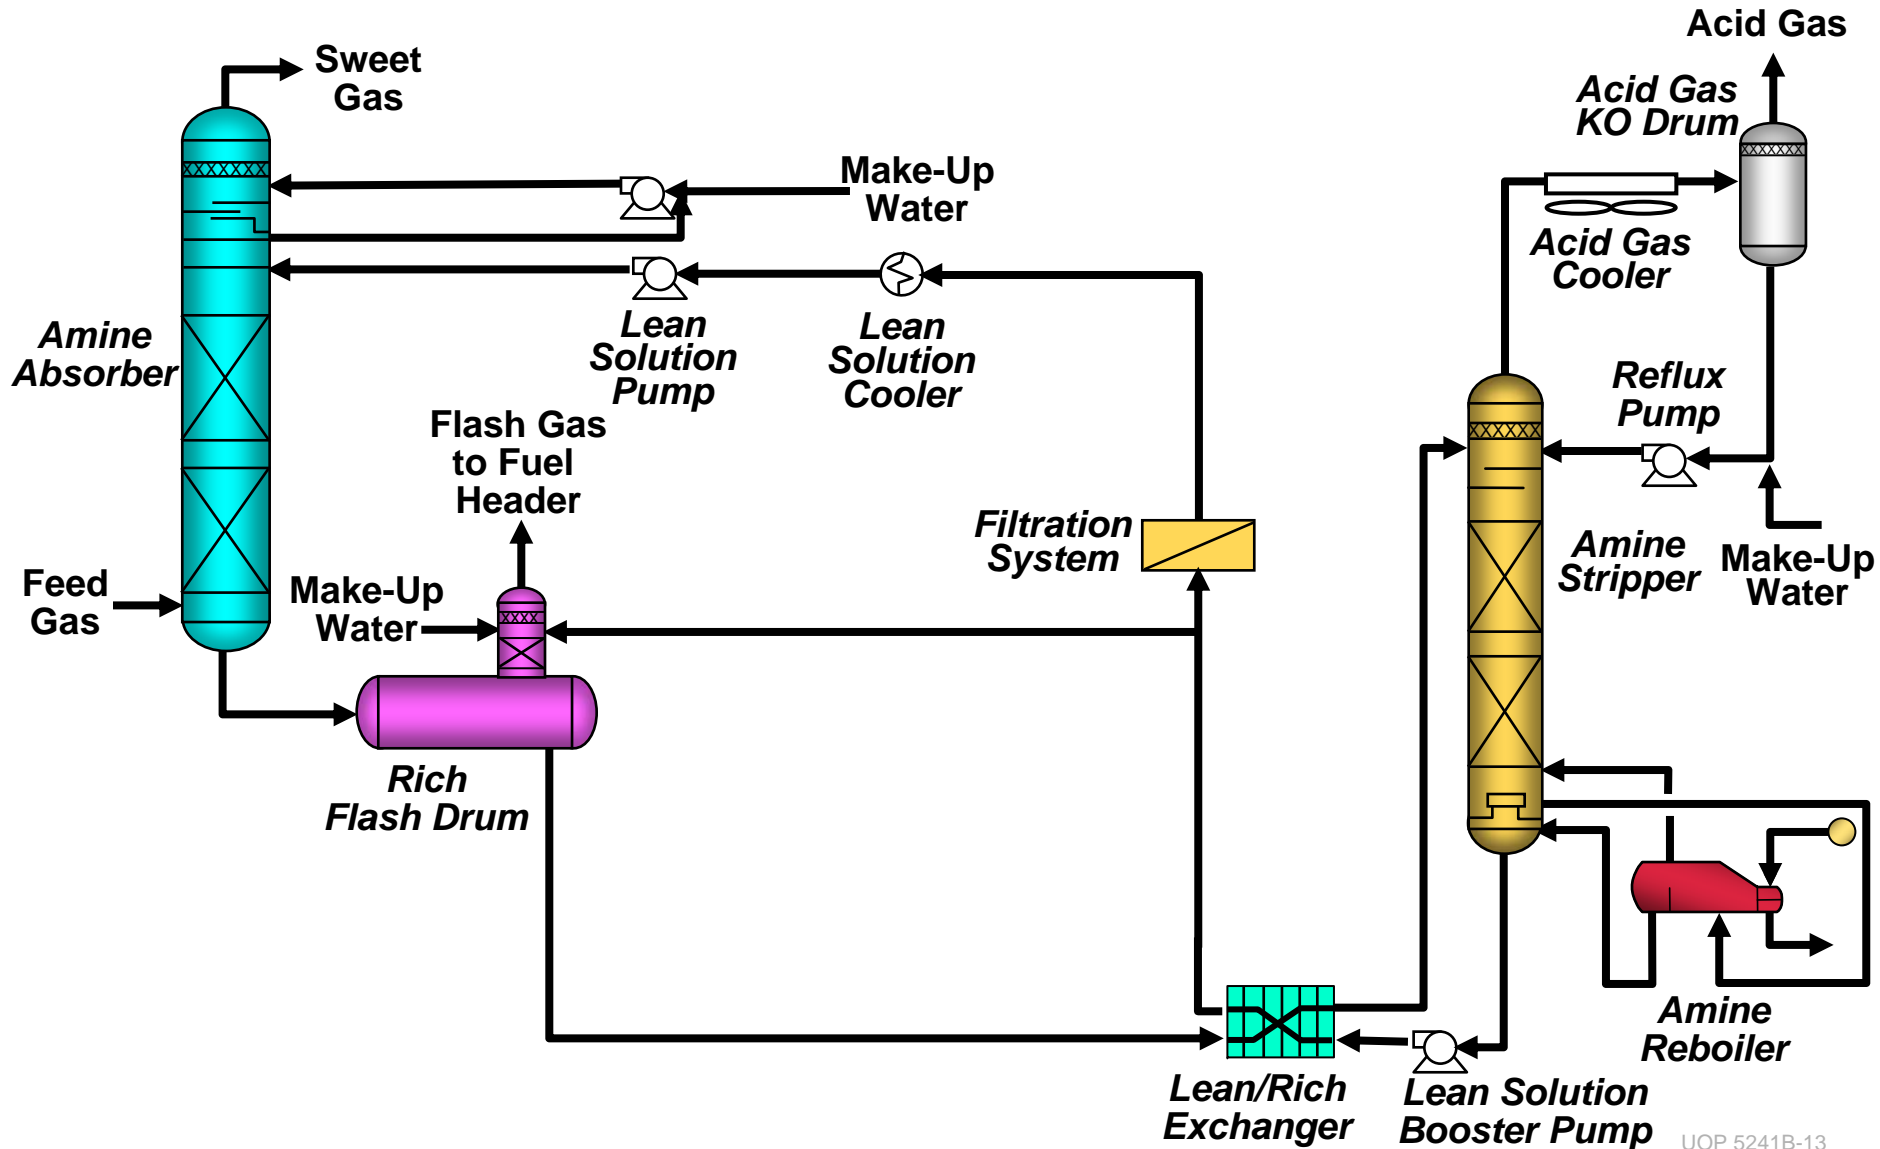 Acid Gas
Sweet
Gas
Acid Gas
KO Drum
Make-Up
Water
Acid Gas
Cooler
Amine
Absorber
Lean
Solution
Pump
Lean
Solution
Cooler
Reflux
Pump
Flash Gas
to Fuel
Header
Filtration
System
Amine
Stripper
Make-Up
Water
Feed
Gas
Make-Up
Water
Rich
Flash Drum
Amine
Reboiler
Lean/Rich
Exchanger
Lean Solution
Booster Pump
UOP 5241B-13